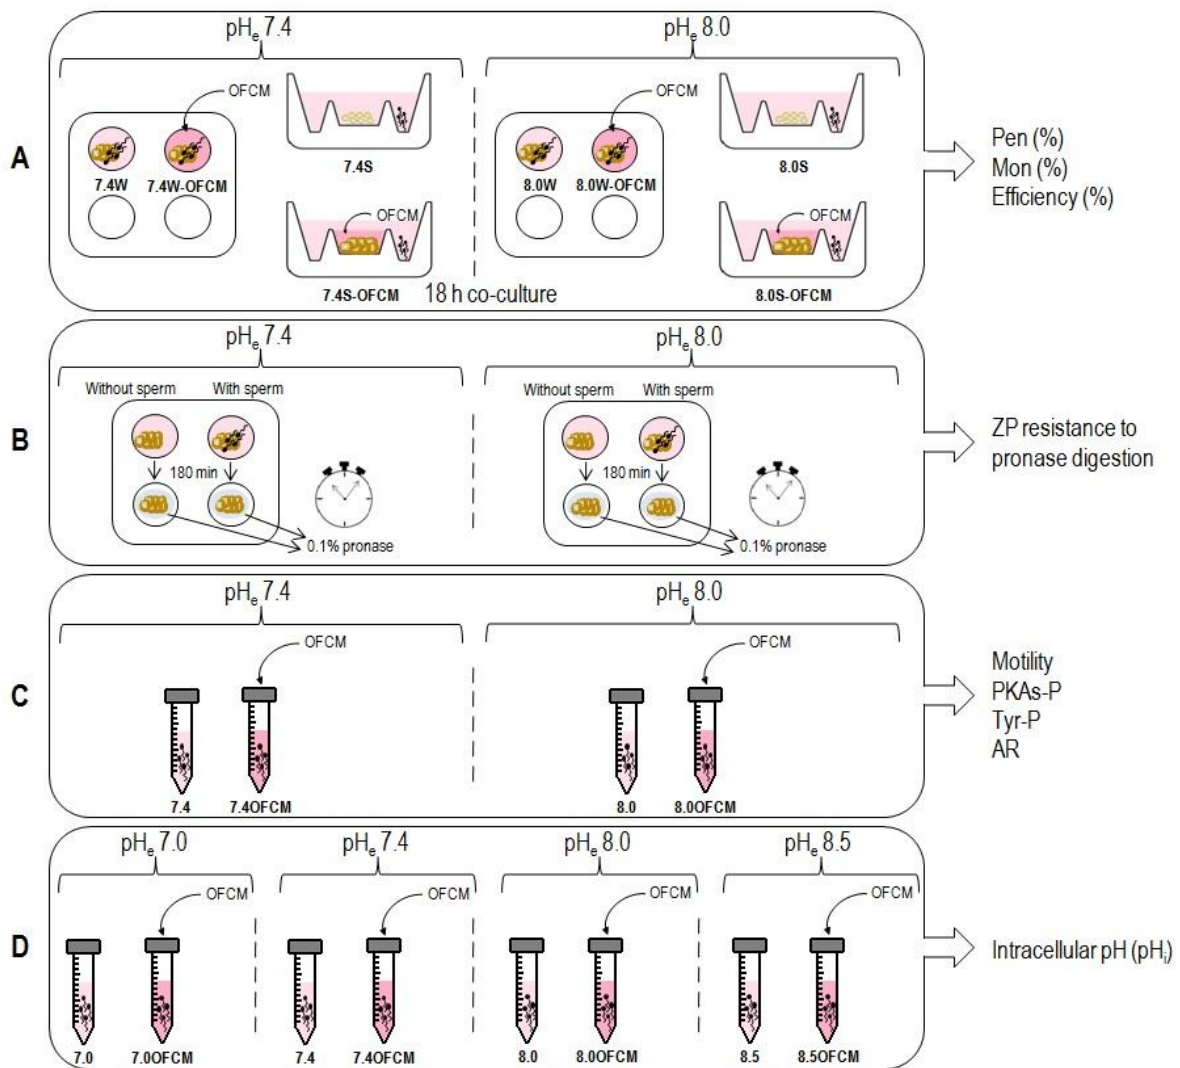 pHe 7.4
pHe 8.0
OFCM
OFCM
A
7.4W
7.4W-OFCM
7.4S
8.0W
8.0W-OFCM
8.0S
OFCM
OFCM
7.4S-OFCM
18 h co-culture
8.0S-OFCM
Pen (%)
Mon (%)
Efficiency (%)
pHe 7.4
pHe 8.0
Without sperm
With sperm
Without sperm
With sperm
B
180 min
180 min
0.1% pronase
0.1% pronase
ZP resistance to
pronase digestion
pHe 7.4
pHe 8.0
OFCM
OFCM
C
7.4
7.4OFCM
8.0
8.0OFCM
Motility
PKAs-P
Tyr-P
AR
pHe 7.0
pHe 7.4
pHe 8.0
pHe 8.5
OFCM
OFCM
OFCM
OFCM
D
7.0
7.0OFCM
7.4
7.4OFCM
8.0
8.0OFCM
8.5
8.5OFCM
Intracellular pH (pHi)